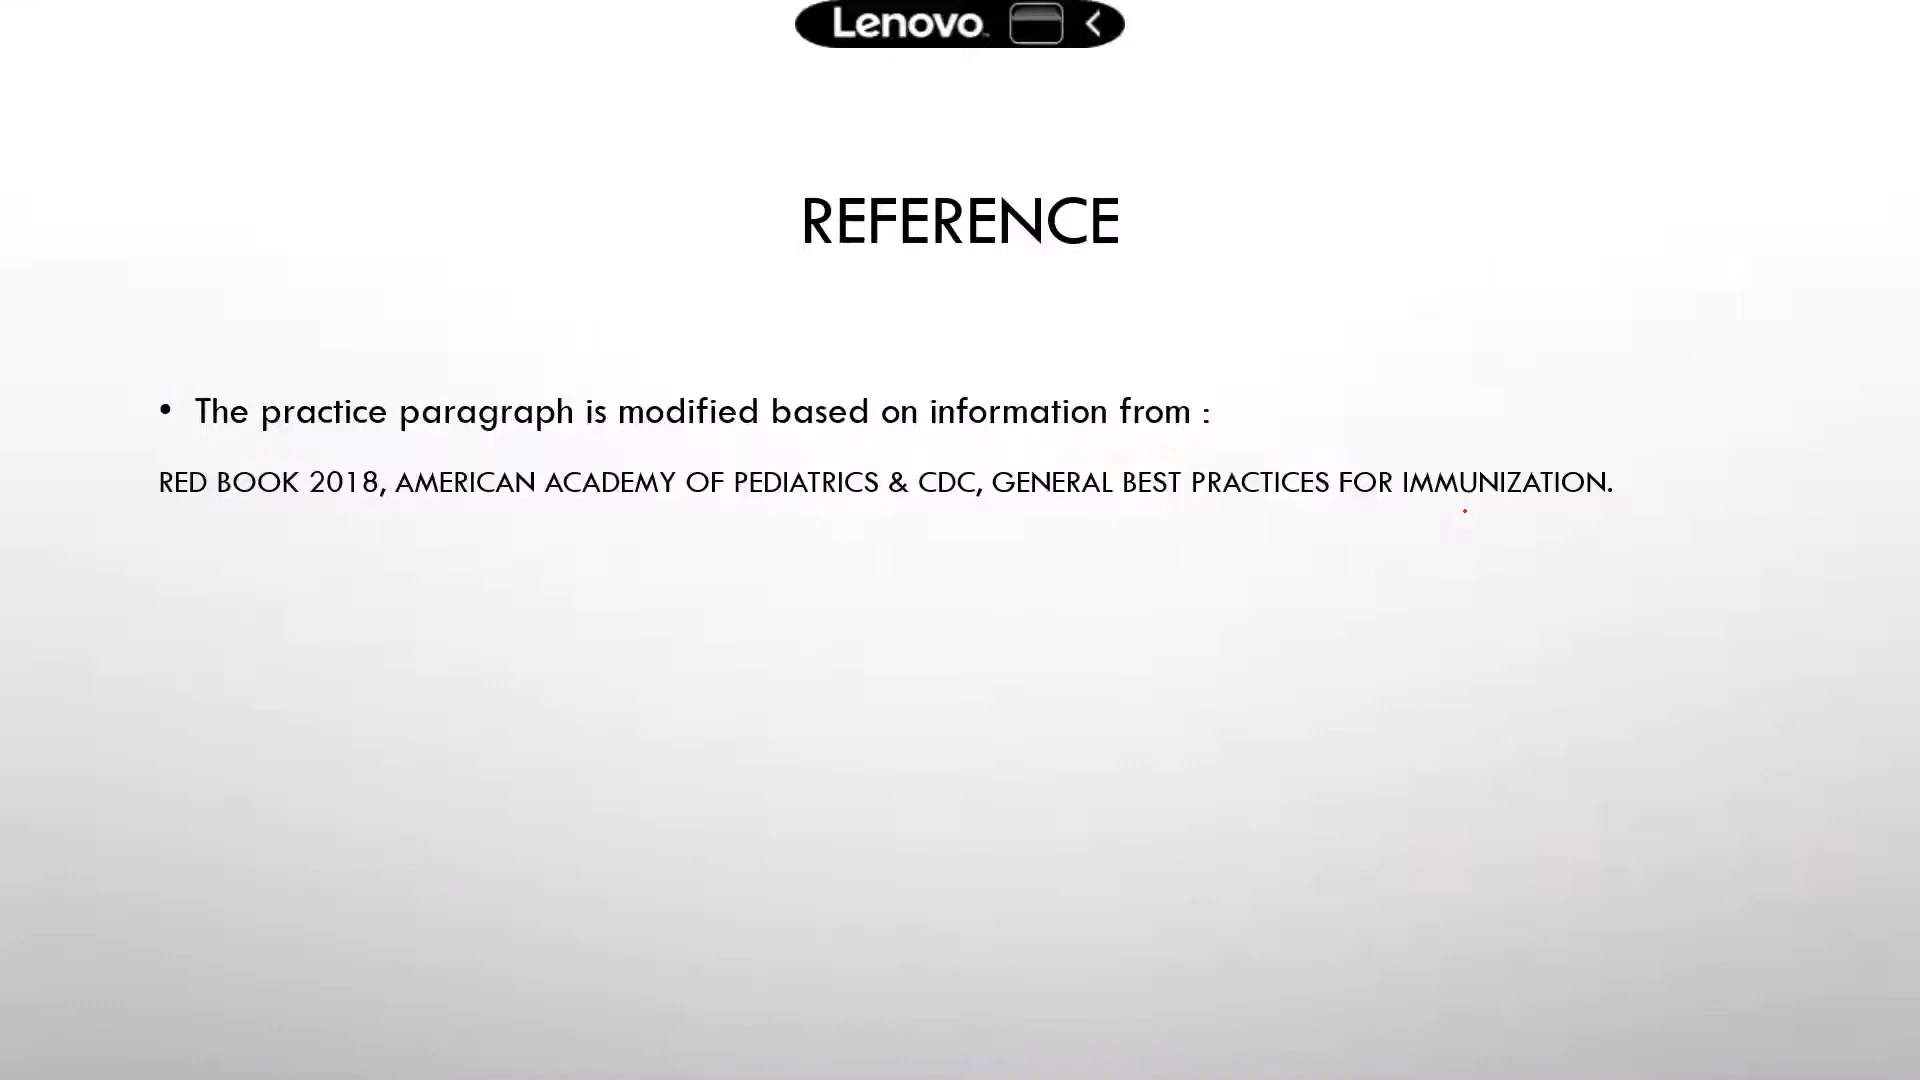 Lenovo
REFERENCE
• The practice paragraph is modified based on information from :
RED BOOK 2018, AMERICAN ACADEMY OF PEDIATRICS & CDC, GENERAL BEST PRACTICES FOR IMMUNIZATION.